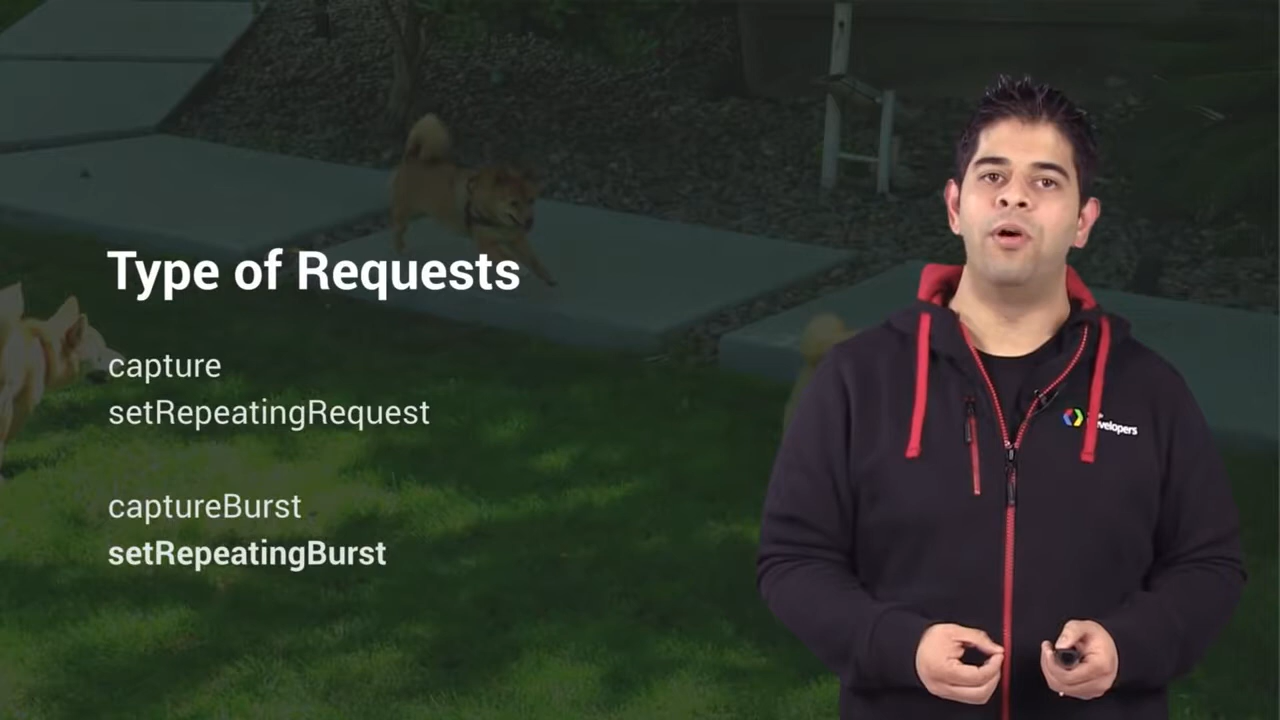 Type of Requests
capture
setRepeatingRequest
captureBurst
setRepeatingBurst